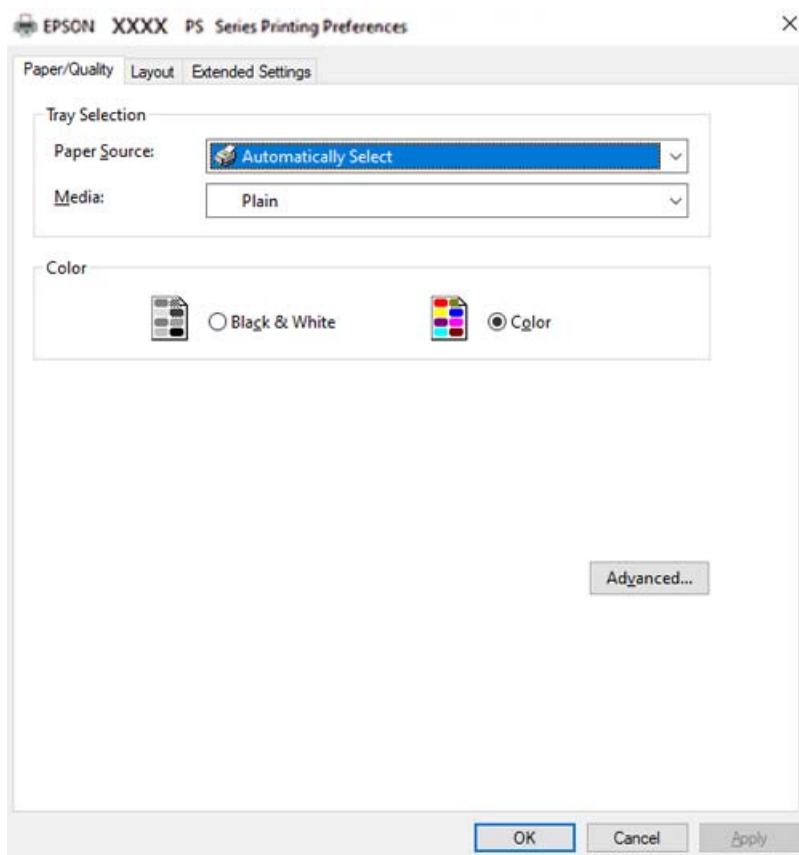 EPSON XXXX PS Series Printing Preferences
Paper/Quality Layout Extended Settings
Tray Selection
Paper Source: Automatically Select
Media: Plain
Color
Black & White Color
Advanced...
OK Cancel Apply